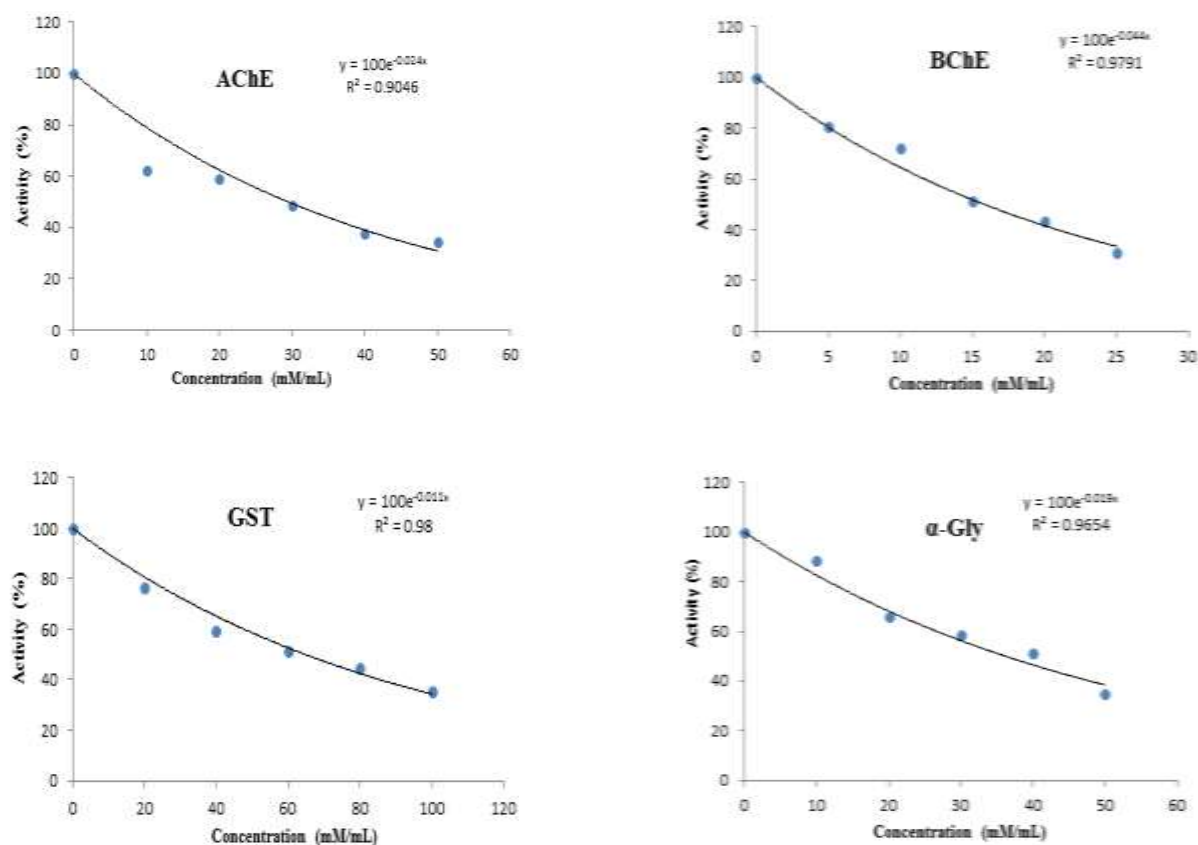 120
100
80
60
40
20
0
Activity (%)
AChE
y = 100e^-0.024x
R² = 0.9046
0 10 20 30 40 50 60
Concentration (mM/mL)
120
100
80
60
40
20
0
Activity (%)
BChE
y = 100e^-0.044x
R² = 0.9791
0 5 10 15 20 25 30
Concentration (mM/mL)
120
100
80
60
40
20
0
Activity (%)
GST
y = 100e^-0.011x
R² = 0.98
0 20 40 60 80 100 120
Concentration (mM/mL)
120
100
80
60
40
20
0
Activity (%)
α-Gly
y = 100e^-0.019x
R² = 0.9654
0 10 20 30 40 50 60
Concentration (mM/mL)